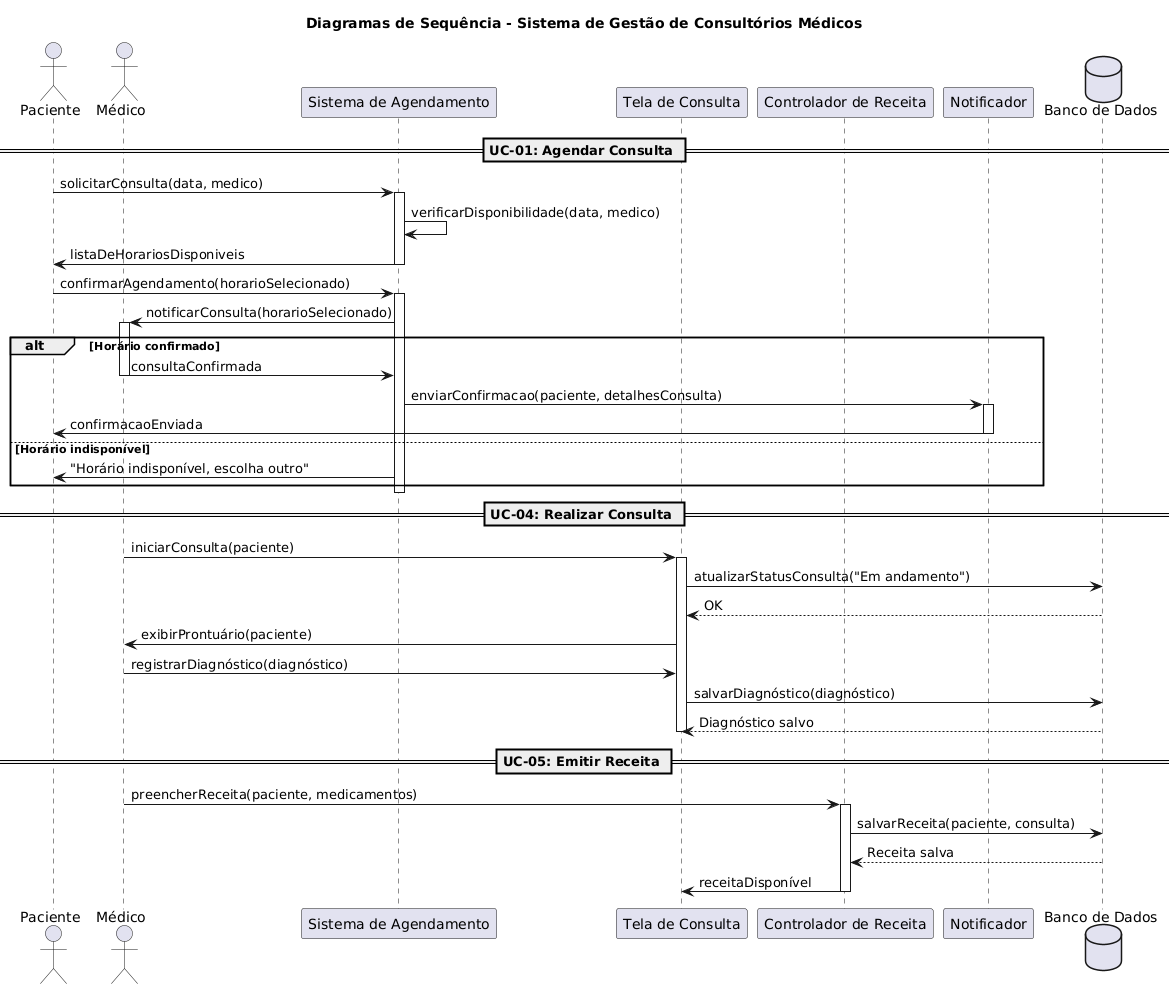 Diagramas de Sequência - Sistema de Gestão de Consultórios Médicos
Paciente
Médico
Sistema de Agendamento
Tela de Consulta
Controlador de Receita
Notificador
Banco de Dados
UC-01: Agendar Consulta
solicitarConsulta(data, medico)
verificarDisponibilidade(data, medico)
listaDeHorariosDisponiveis
confirmarAgendamento(horarioSelecionado)
notificarConsulta(horarioSelecionado)
alt
[Horário confirmado]
consultaConfirmada
enviarConfirmacao(paciente, detalhesConsulta)
confirmacaoEnviada
[Horário indisponível]
"Horário indisponível, escolha outro"
UC-04: Realizar Consulta
iniciarConsulta(paciente)
atualizarStatusConsulta("Em andamento")
OK
exibirProntuário(paciente)
registrarDiagnóstico(diagnóstico)
salvarDiagnóstico(diagnóstico)
Diagnóstico salvo
UC-05: Emitir Receita
preencherReceita(paciente, medicamentos)
salvarReceita(paciente, consulta)
Receita salva
receitaDisponível
Paciente
Médico
Sistema de Agendamento
Tela de Consulta
Controlador de Receita
Notificador
Banco de Dados